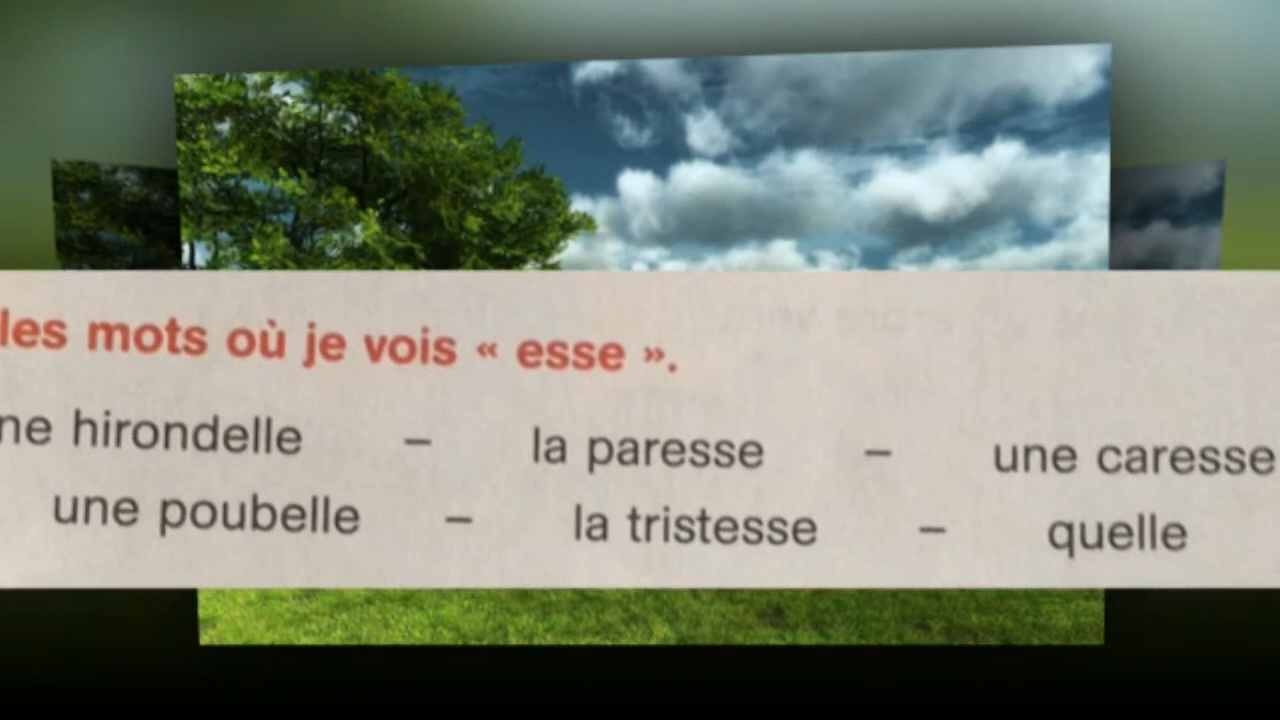 les mots où je vois « esse ».
ne hirondelle – la paresse – une caresse
une poubelle – la tristesse – quelle